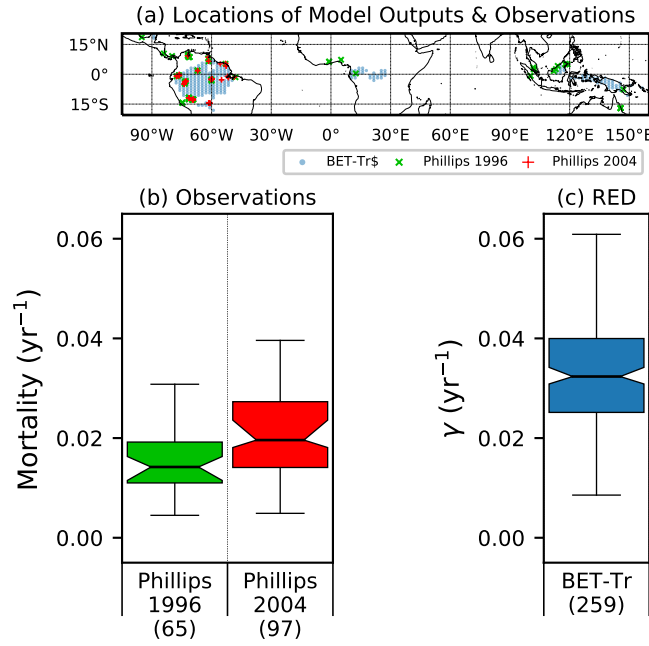 (a) Locations of Model Outputs & Observations
15°N
0°
15°S
90°W 60°W 30°W 0° 30°E 60°E 90°E 120°E 150°E
BET-Tr$ Phillips 1996 Phillips 2004
(b) Observations
(c) RED
Mortality (yr⁻¹)
0.06
0.04
0.02
0.00
γ (yr⁻¹)
0.06
0.04
0.02
0.00
Phillips
1996
(65)
Phillips
2004
(97)
BET-Tr
(259)